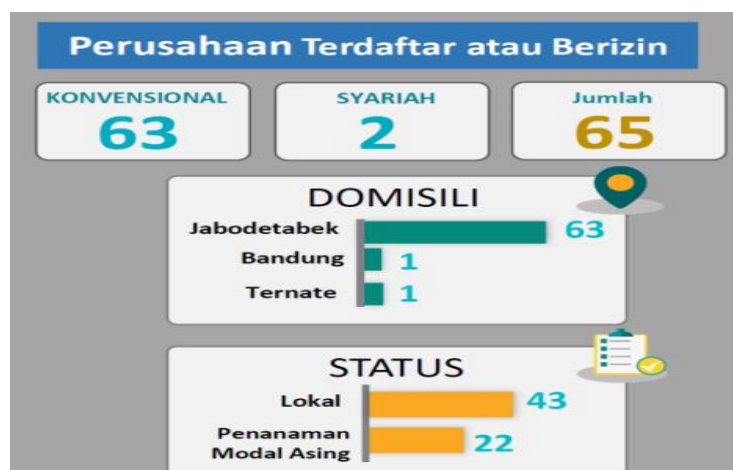 Perusahaan Terdaftar atau Berizin
KONVENSIONAL
63
SYARIAH
2
Jumlah
65
DOMISILI
Jabodetabek 63
Bandung 1
Ternate 1
STATUS
Lokal 43
Penanaman
Modal Asing 22